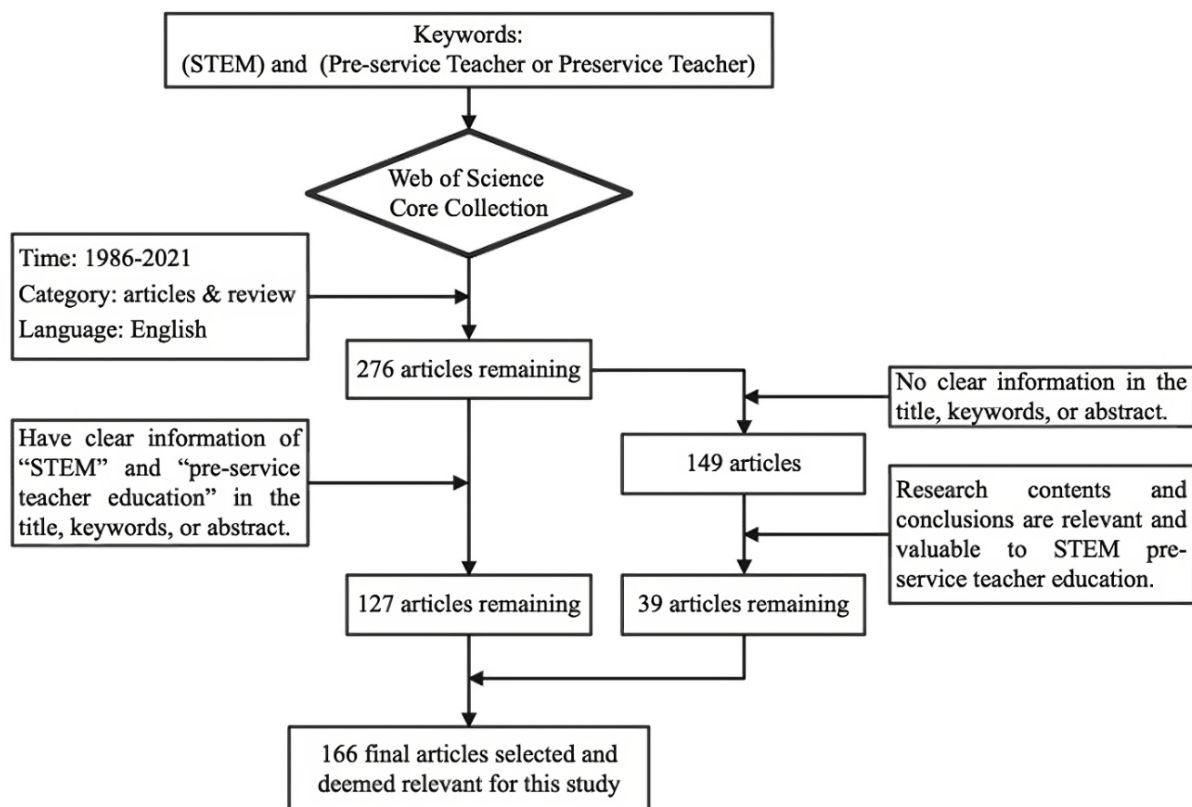 Keywords:
(STEM) and (Pre-service Teacher or Preservice Teacher)
Web of Science
Core Collection
Time: 1986-2021
Category: articles & review
Language: English
276 articles remaining
No clear information in the
title, keywords, or abstract.
Have clear information of
“STEM” and “pre-service
teacher education” in the
title, keywords, or abstract.
149 articles
Research contents and
conclusions are relevant and
valuable to STEM pre-
service teacher education.
127 articles remaining
39 articles remaining
166 final articles selected and
deemed relevant for this study